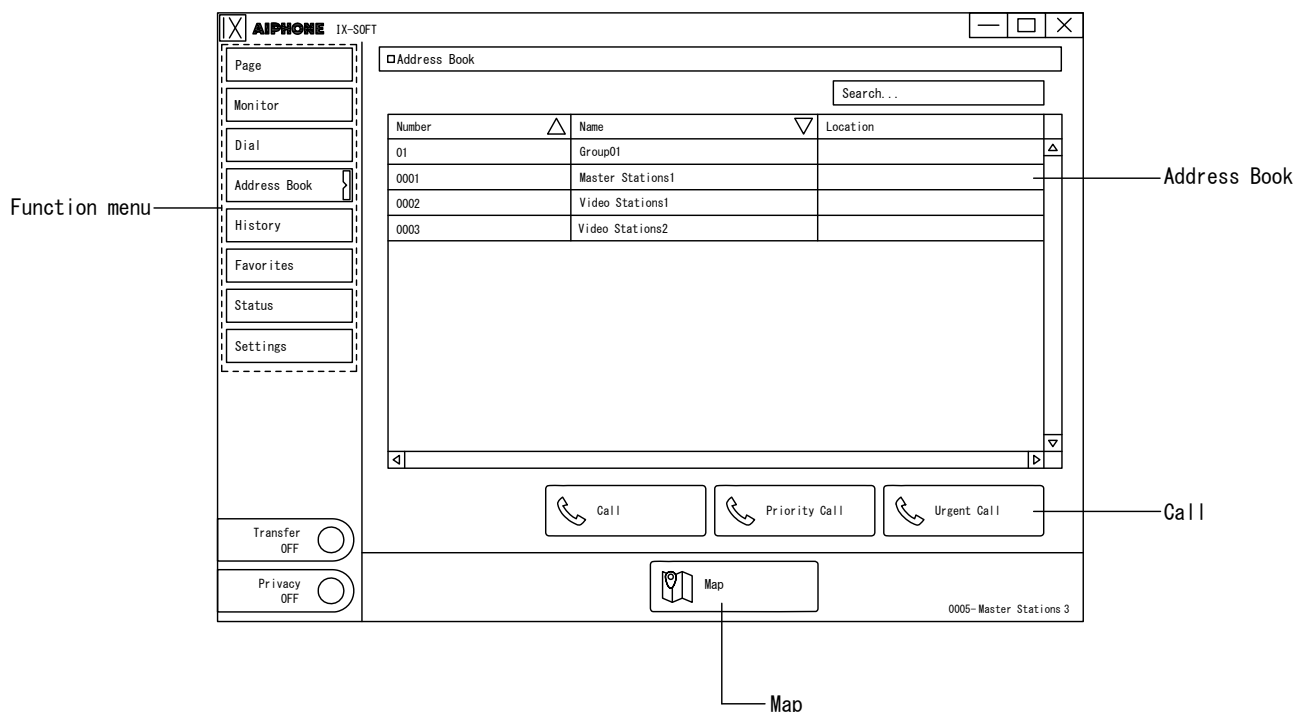 IX AIPHONE IX-SOFT
Page
Monitor
Dial
Address Book
History
Favorites
Status
Settings
Function menu
Address Book
Search...
Number Name Location
01 Group01
0001 Master Stations1
0002 Video Stations1
0003 Video Stations2
Address Book
Call Priority Call Urgent Call
Call
Transfer
OFF
Privacy
OFF
Map
0005-Master Stations 3
Map